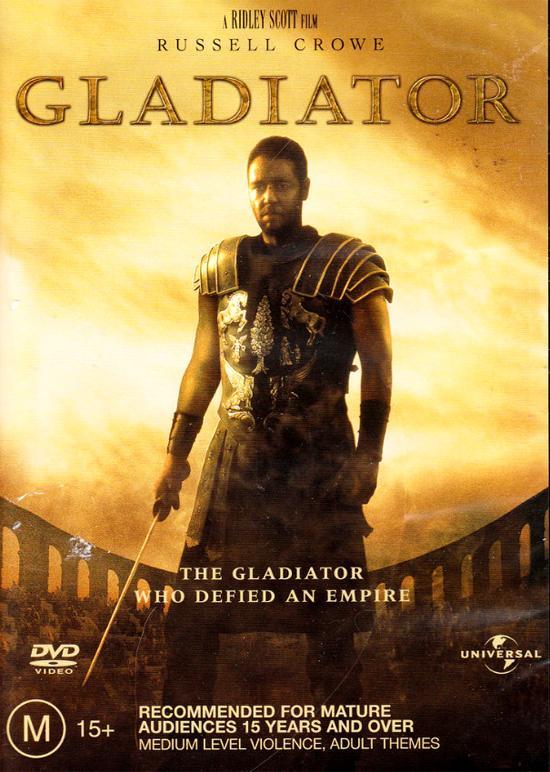 A RIDLEY SCOTT FILM
RUSSELL CROWE
GLADIATOR
THE GLADIATOR
WHO DEFIED AN EMPIRE
DVD
VIDEO
UNIVERSAL
M 15+
RECOMMENDED FOR MATURE
AUDIENCES 15 YEARS AND OVER
MEDIUM LEVEL VIOLENCE, ADULT THEMES